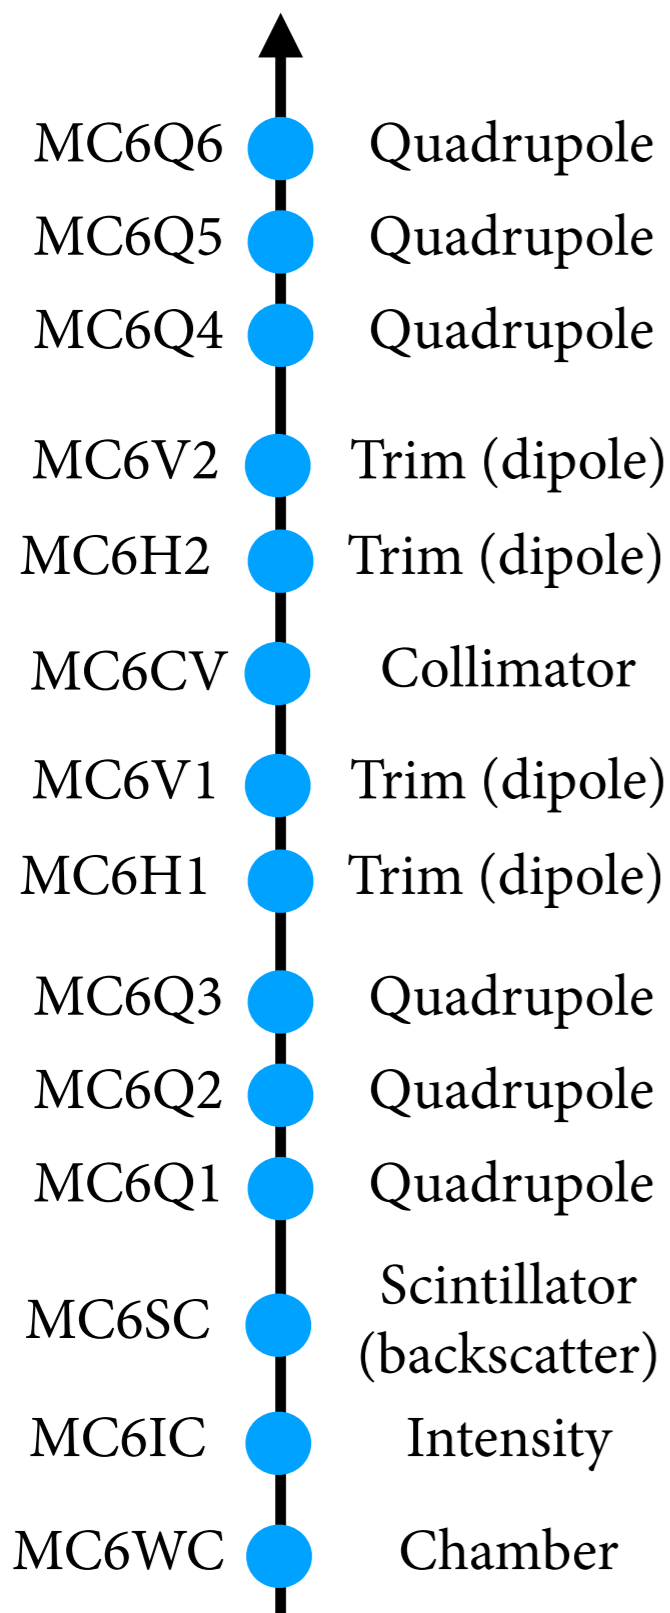 MC6Q6 Quadrupole
MC6Q5 Quadrupole
MC6Q4 Quadrupole
MC6V2 Trim (dipole)
MC6H2 Trim (dipole)
MC6CV Collimator
MC6V1 Trim (dipole)
MC6H1 Trim (dipole)
MC6Q3 Quadrupole
MC6Q2 Quadrupole
MC6Q1 Quadrupole
MC6SC Scintillator
(backscatter)
MC6IC Intensity
MC6WC Chamber